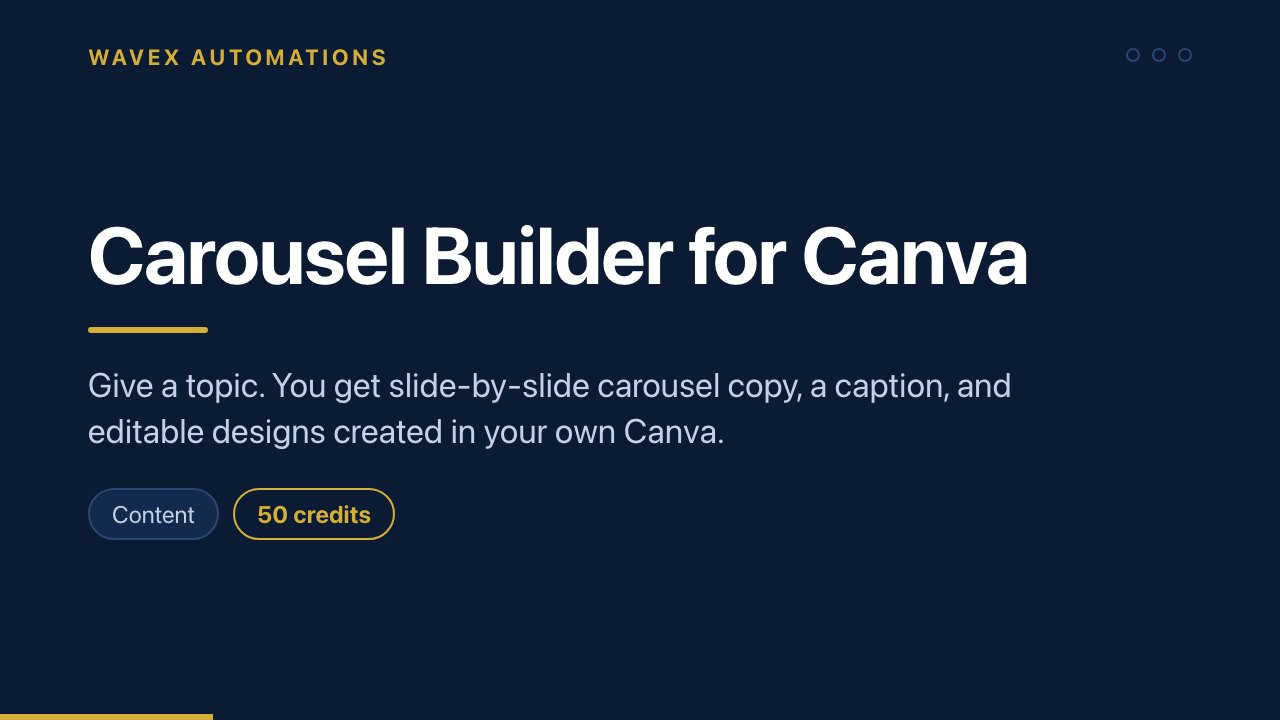 WAVEX AUTOMATIONS
Carousel Builder for Canva
Give a topic. You get slide-by-slide carousel copy, a caption, and
editable designs created in your own Canva.
Content
50 credits